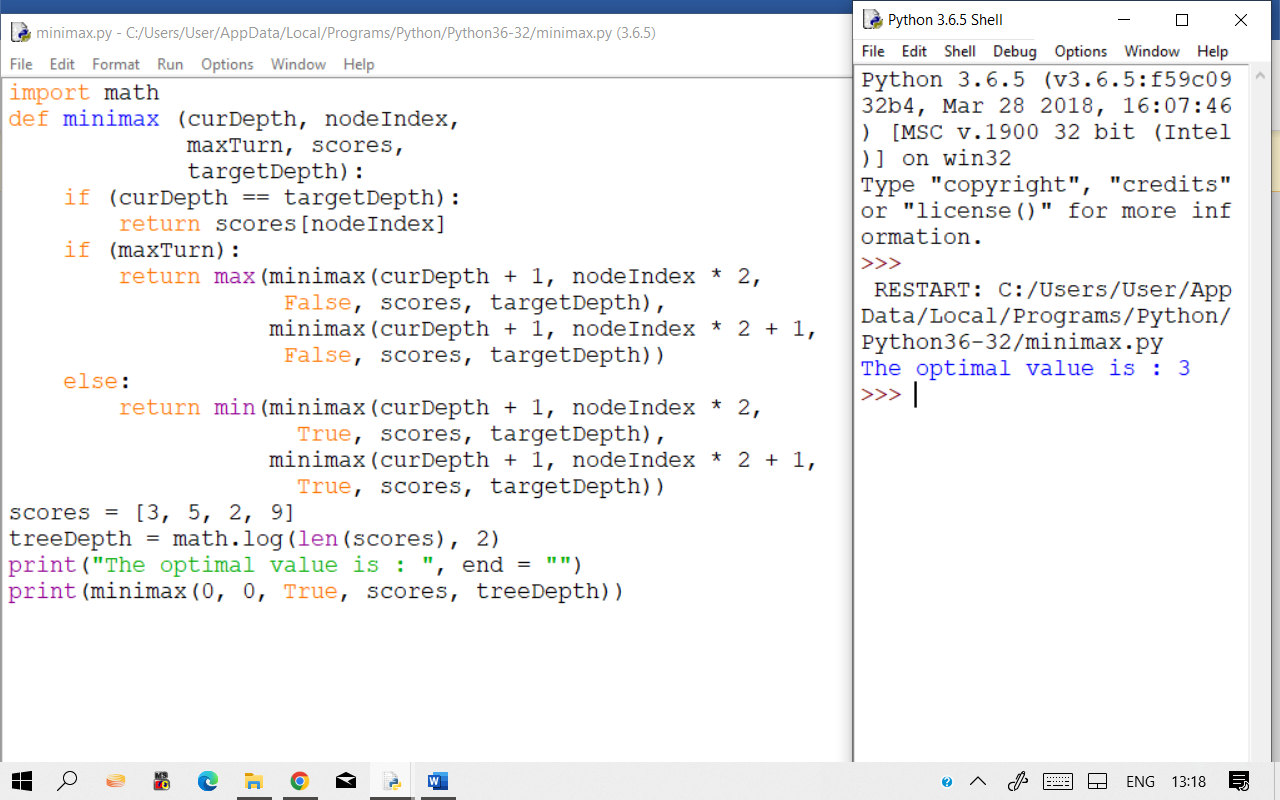 minimax.py - C:/Users/User/AppData/Local/Programs/Python/Python36-32/minimax.py (3.6.5)
File Edit Format Run Options Window Help
import math
def minimax (curDepth, nodeIndex,
             maxTurn, scores,
             targetDepth):
    if (curDepth == targetDepth):
        return scores[nodeIndex]
    if (maxTurn):
        return max(minimax(curDepth + 1, nodeIndex * 2,
                    False, scores, targetDepth),
                   minimax(curDepth + 1, nodeIndex * 2 + 1,
                    False, scores, targetDepth))
    else:
        return min(minimax(curDepth + 1, nodeIndex * 2,
                     True, scores, targetDepth),
                   minimax(curDepth + 1, nodeIndex * 2 + 1,
                     True, scores, targetDepth))
scores = [3, 5, 2, 9]
treeDepth = math.log(len(scores), 2)
print("The optimal value is : ", end = "")
print(minimax(0, 0, True, scores, treeDepth))
Python 3.6.5 Shell
File Edit Shell Debug Options Window Help
Python 3.6.5 (v3.6.5:f59c09
32b4, Mar 28 2018, 16:07:46
) [MSC v.1900 32 bit (Intel
)] on win32
Type "copyright", "credits"
or "license()" for more inf
ormation.
>>>
 RESTART: C:/Users/User/App
Data/Local/Programs/Python/
Python36-32/minimax.py
The optimal value is : 3
>>>
ENG 13:18